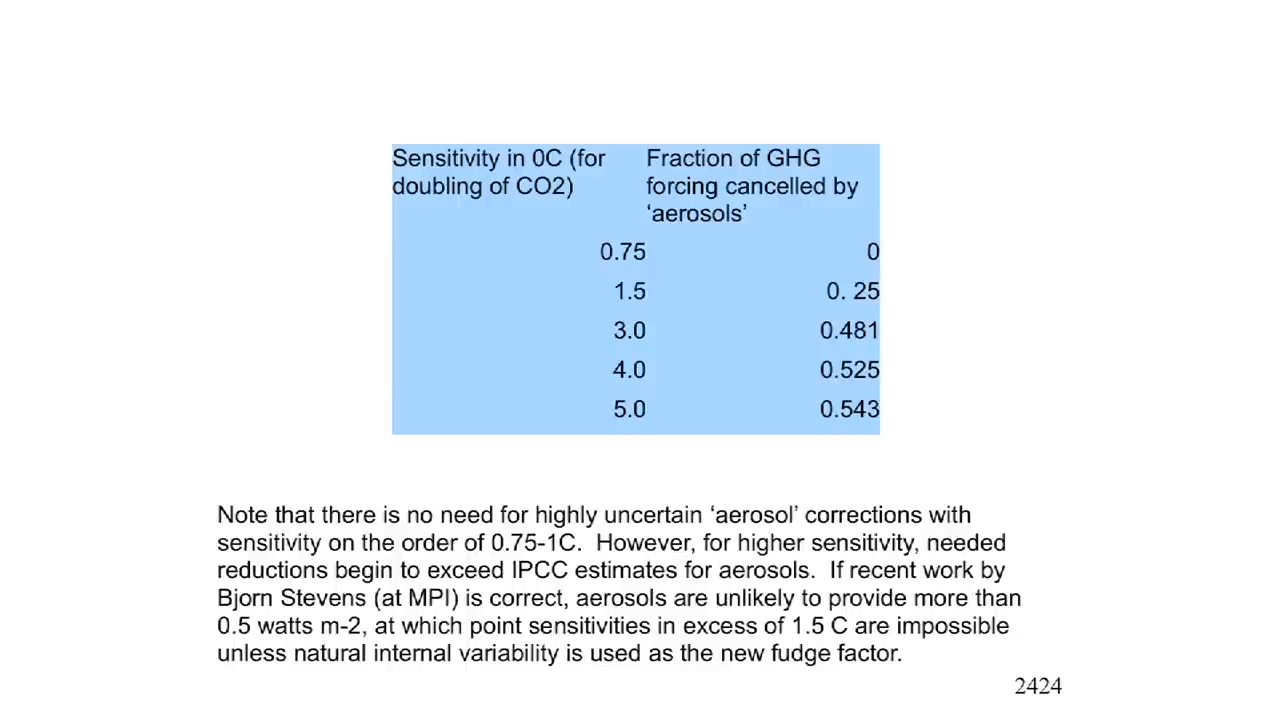 Sensitivity in 0C (for doubling of CO2)
Fraction of GHG forcing cancelled by ‘aerosols’
0.75 0
1.5 0. 25
3.0 0.481
4.0 0.525
5.0 0.543
Note that there is no need for highly uncertain ‘aerosol’ corrections with
sensitivity on the order of 0.75-1C.  However, for higher sensitivity, needed
reductions begin to exceed IPCC estimates for aerosols.  If recent work by
Bjorn Stevens (at MPI) is correct, aerosols are unlikely to provide more than
0.5 watts m-2, at which point sensitivities in excess of 1.5 C are impossible
unless natural internal variability is used as the new fudge factor.
2424